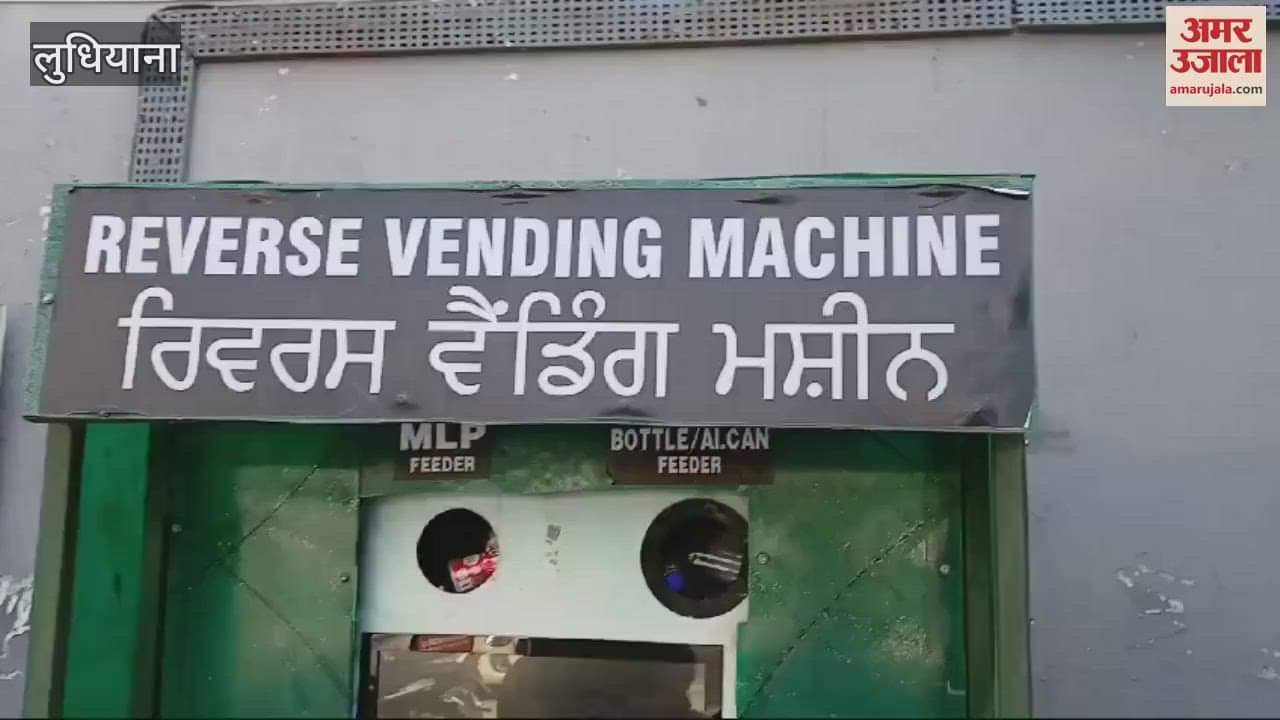 लुधियाना
अमर
उजाला
amarujala.com
REVERSE VENDING MACHINE
ਰਿਵਰਸ ਵੈਂਡਿੰਗ ਮਸ਼ੀਨ
MLP
FEEDER
BOTTLE/AL.CAN
FEEDER